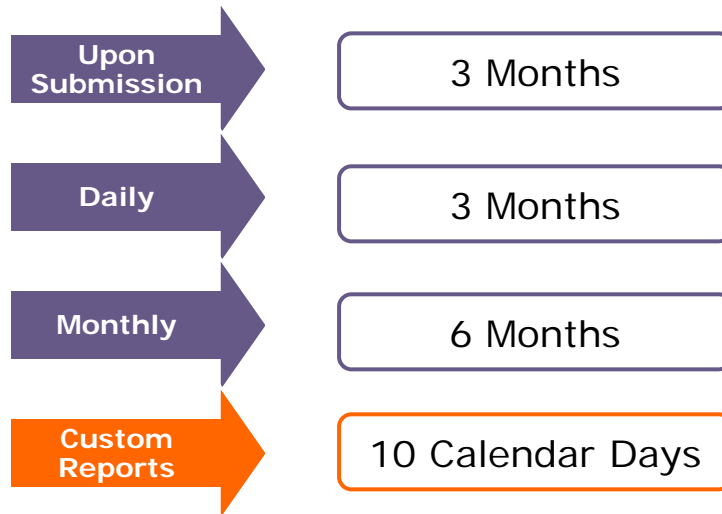 Upon
Submission
3 Months
Daily
3 Months
Monthly
6 Months
Custom
Reports
10 Calendar Days